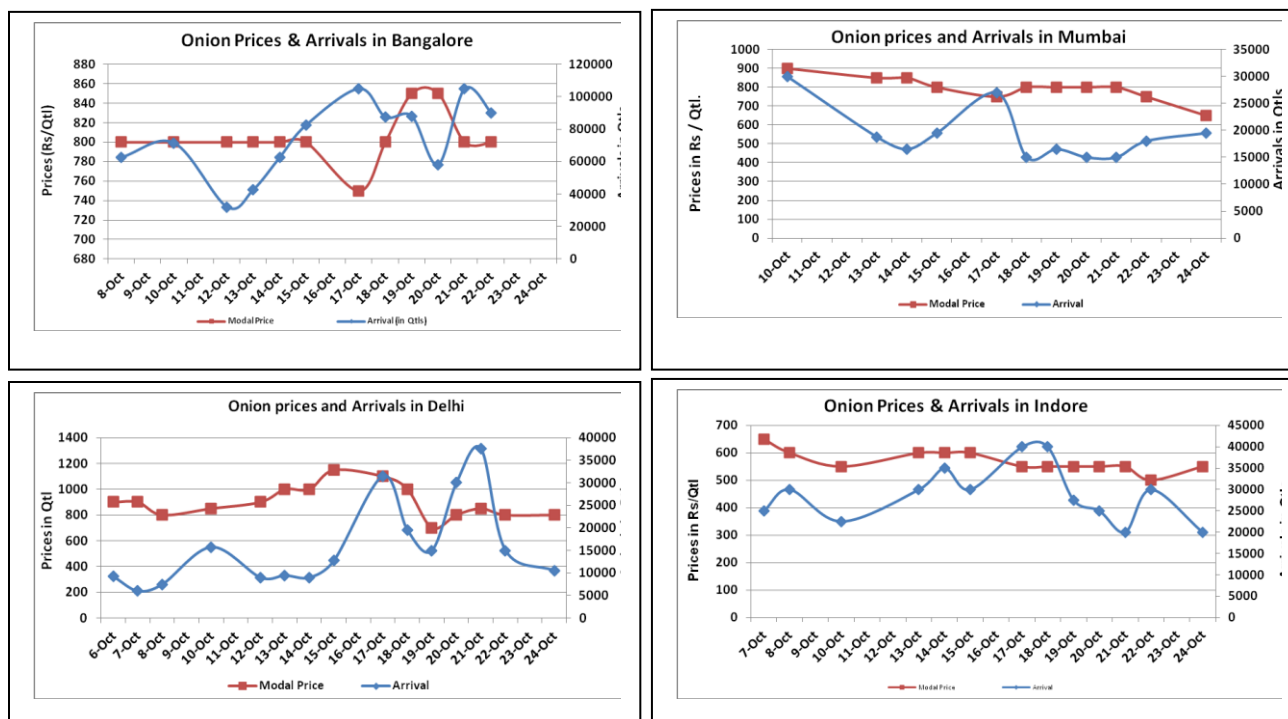 Onion Prices & Arrivals in Bangalore
880
860
840
820
800
780
760
740
720
700
680
Prices (Rs/Qtl)
120000
100000
80000
60000
40000
20000
0
8-Oct
9-Oct
10-Oct
11-Oct
12-Oct
13-Oct
14-Oct
15-Oct
16-Oct
17-Oct
18-Oct
19-Oct
20-Oct
21-Oct
22-Oct
23-Oct
24-Oct
Modal Price
Arrival (in Qtls)
Onion prices and Arrivals in Mumbai
1000
900
800
700
600
500
400
300
200
100
0
Prices in Rs / Qtl.
35000
30000
25000
20000
15000
10000
5000
0
Arrivals in Qtls
10-Oct
11-Oct
12-Oct
13-Oct
14-Oct
15-Oct
16-Oct
17-Oct
18-Oct
19-Oct
20-Oct
21-Oct
22-Oct
23-Oct
24-Oct
Modal Price
Arrival
Onion prices and Arrivals in Delhi
1400
1200
1000
800
600
400
200
0
Prices in Qtl
40000
35000
30000
25000
20000
15000
10000
5000
0
6-Oct
7-Oct
8-Oct
9-Oct
10-Oct
11-Oct
12-Oct
13-Oct
14-Oct
15-Oct
16-Oct
17-Oct
18-Oct
19-Oct
20-Oct
21-Oct
22-Oct
24-Oct
Modal Price
Arrival
Onion Prices & Arrivals in Indore
700
600
500
400
300
200
100
0
Prices in Rs/Qtl
45000
40000
35000
30000
25000
20000
15000
10000
5000
0
7-Oct
8-Oct
9-Oct
10-Oct
11-Oct
13-Oct
14-Oct
15-Oct
16-Oct
17-Oct
18-Oct
19-Oct
20-Oct
21-Oct
22-Oct
23-Oct
24-Oct
Modal Price
Arrival